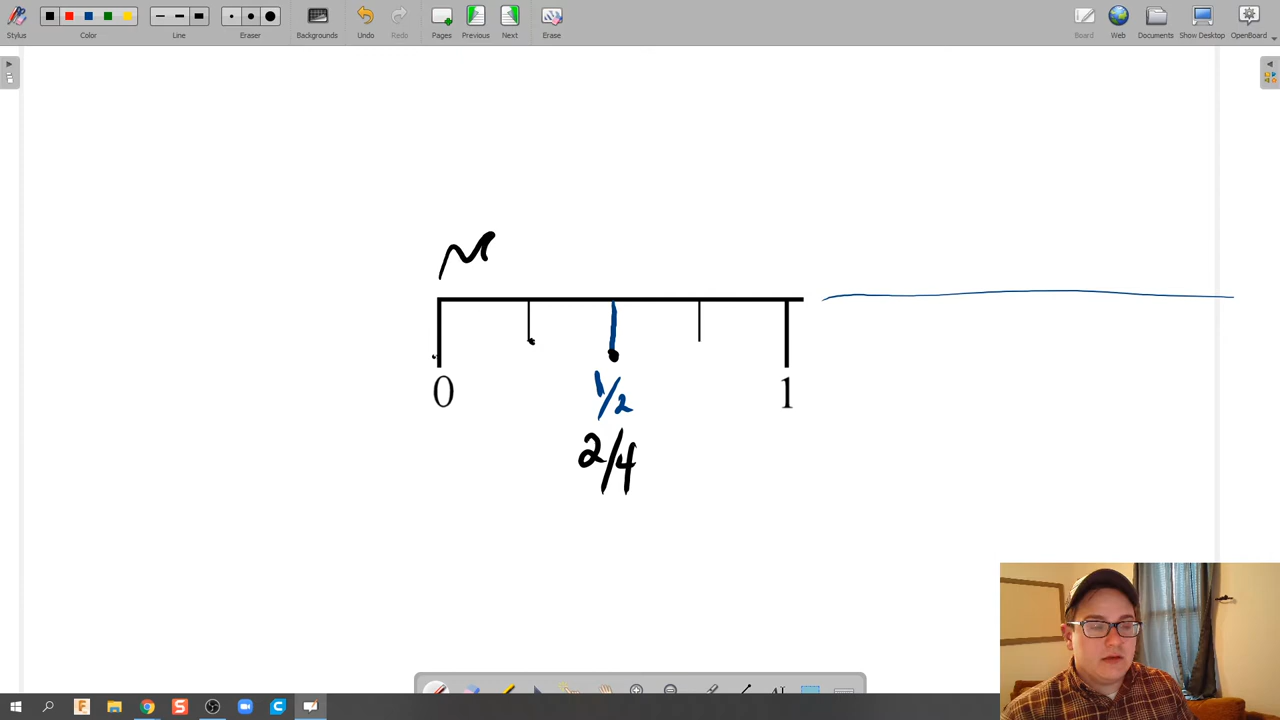 Stylus Color Line Eraser Backgrounds Undo Redo Pages Previous Next Erase Board Web Documents Show Desktop OpenBoard
0 1
1/2
2/4